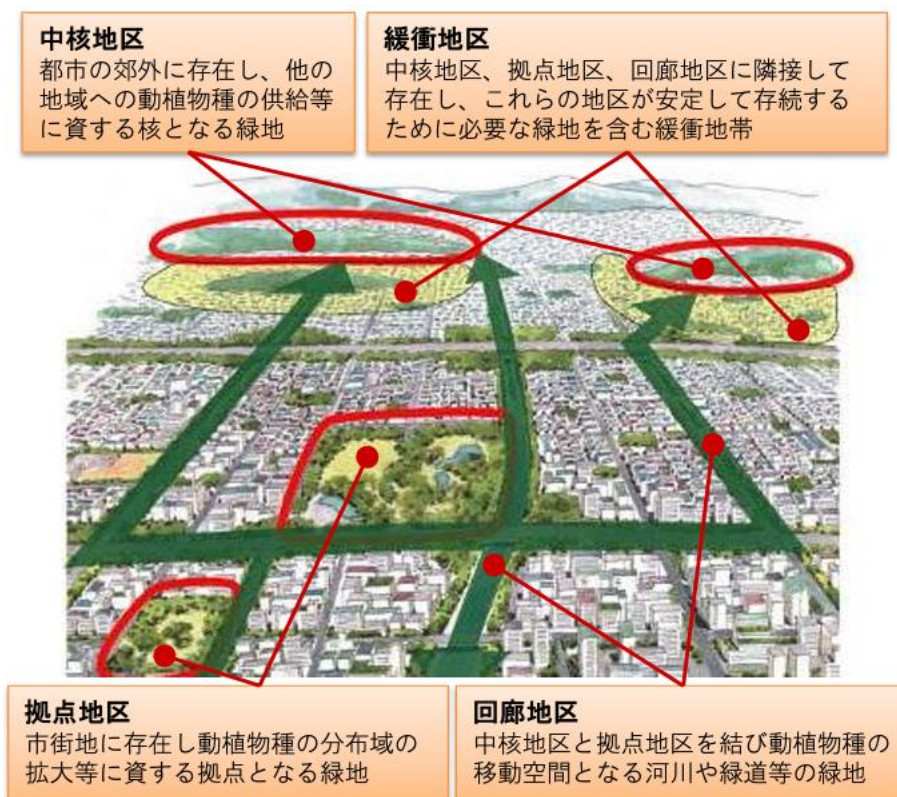 中核地区
都市の郊外に存在し、他の
地域への動植物種の供給等
に資する核となる緑地
緩衝地区
中核地区、拠点地区、回廊地区に隣接して
存在し、これらの地区が安定して存続する
ために必要な緑地を含む緩衝地帯
拠点地区
市街地に存在し動植物種の分布域の
拡大等に資する拠点となる緑地
回廊地区
中核地区と拠点地区を結び動植物種の
移動空間となる河川や緑道等の緑地